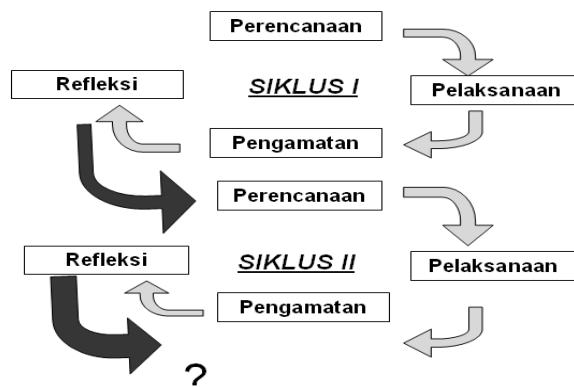 Perencanaan
Refleksi
SIKLUS I
Pelaksanaan
Pengamatan
Perencanaan
Refleksi
SIKLUS II
Pelaksanaan
Pengamatan
?